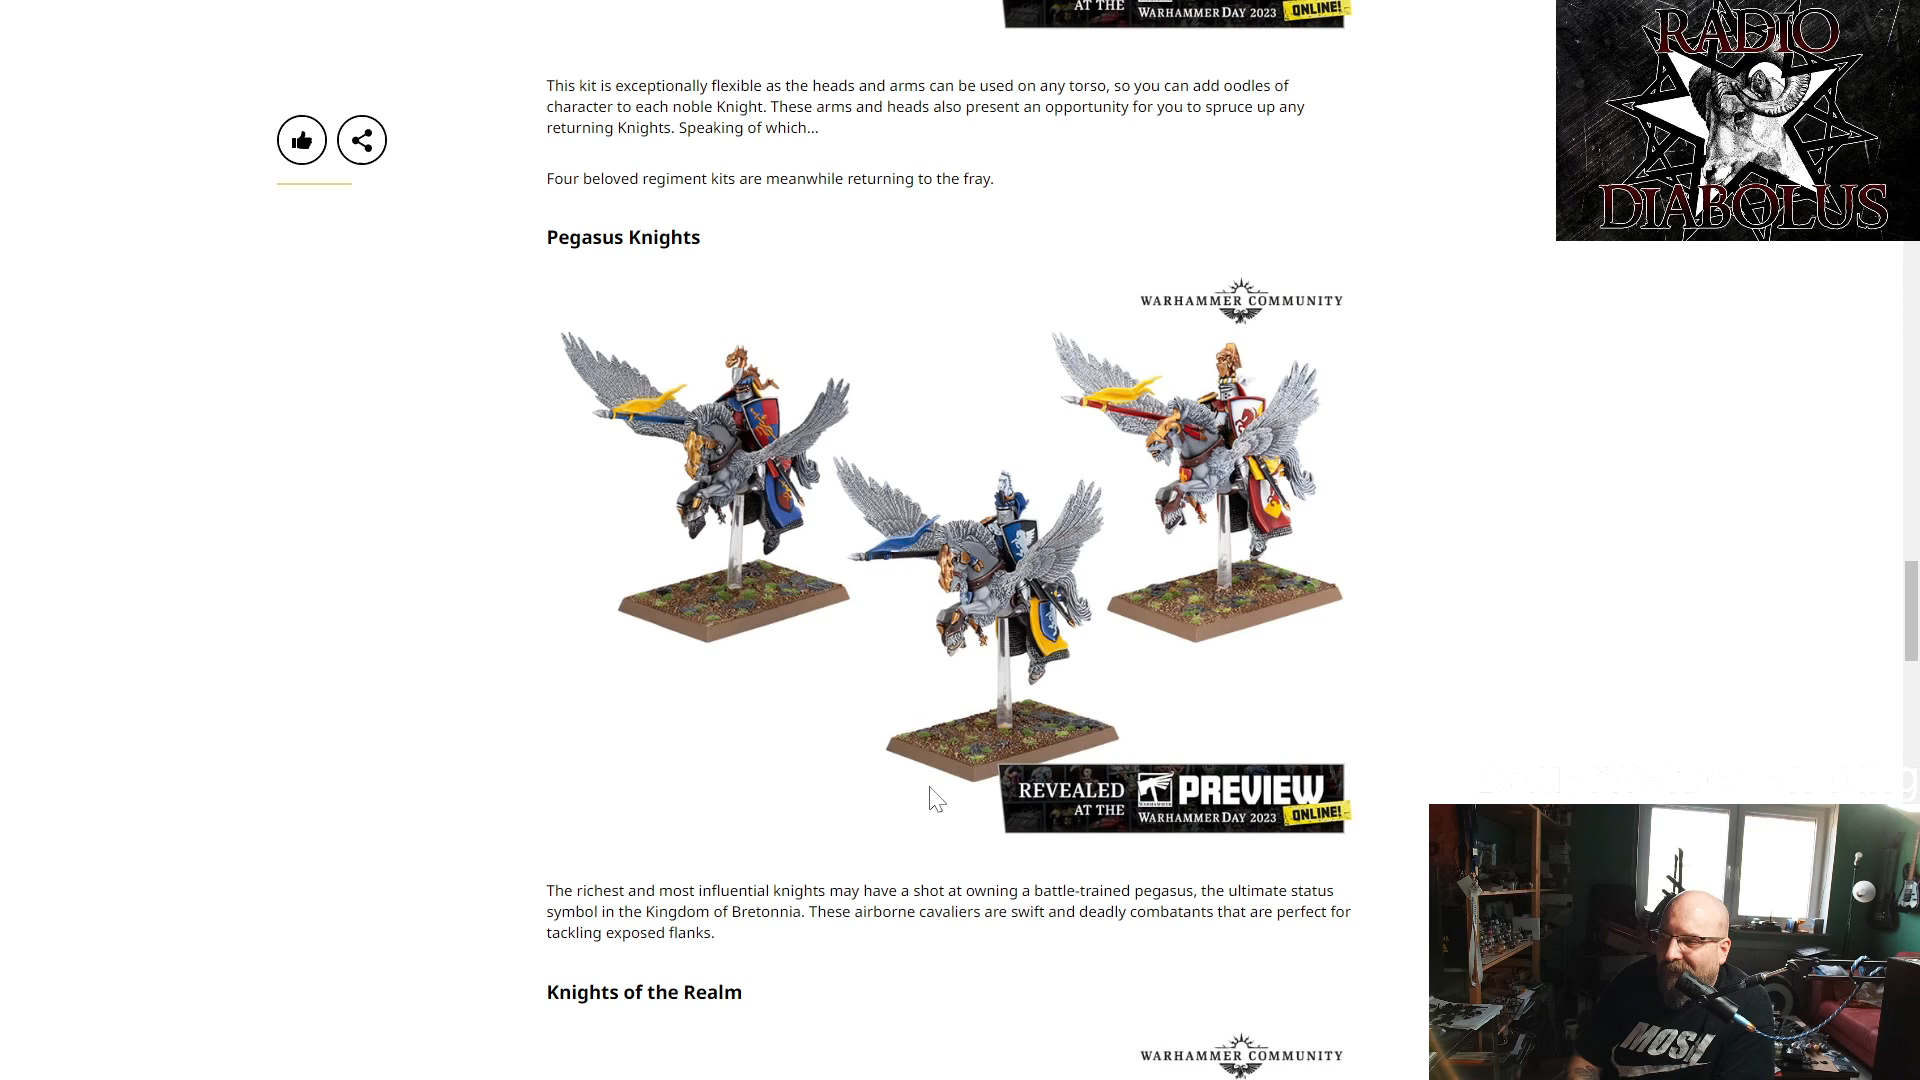 AT THE WARHAMMER DAY 2023 ONLINE!
RADIO
DIABOLUS
This kit is exceptionally flexible as the heads and arms can be used on any torso, so you can add oodles of
character to each noble Knight. These arms and heads also present an opportunity for you to spruce up any
returning Knights. Speaking of which...
Four beloved regiment kits are meanwhile returning to the fray.
Pegasus Knights
WARHAMMER COMMUNITY
REVEALED PREVIEW
AT THE WARHAMMER DAY 2023 ONLINE!
The richest and most influential knights may have a shot at owning a battle-trained pegasus, the ultimate status
symbol in the Kingdom of Bretonnia. These airborne cavaliers are swift and deadly combatants that are perfect for
tackling exposed flanks.
Knights of the Realm
WARHAMMER COMMUNITY
MOSH